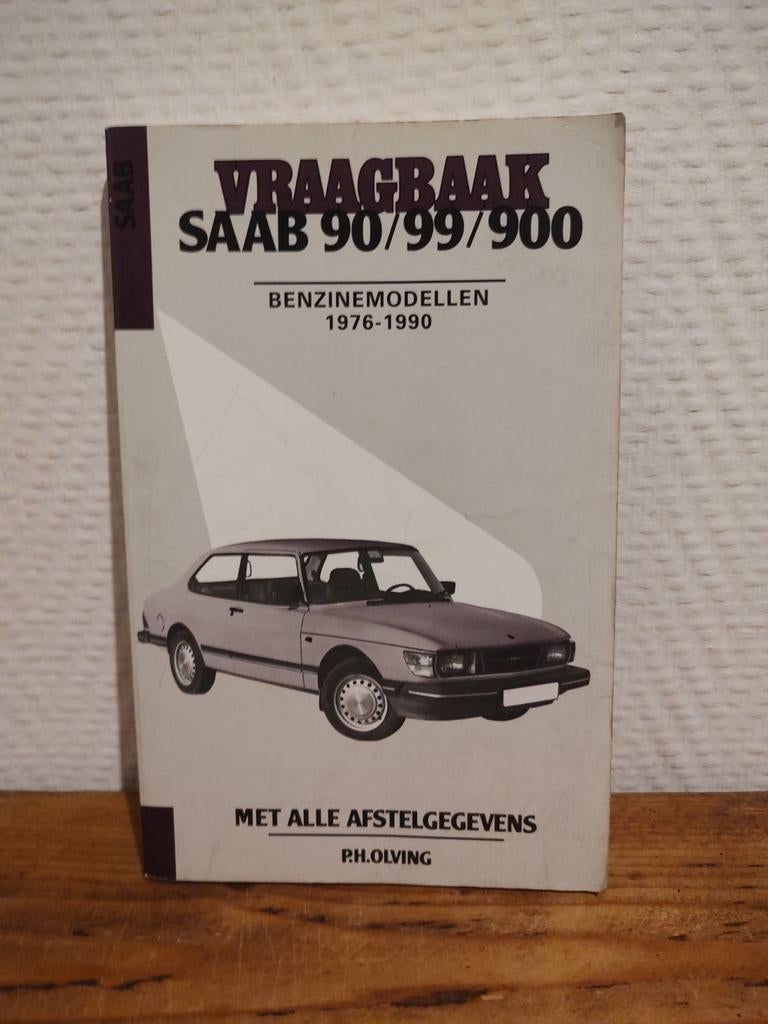 SAAB
VRAAGBAAK
SAAB 90/99/900
BENZINEMODELLEN
1976-1990
MET ALLE AFSTELGEGEVENS
P.H.OLVING